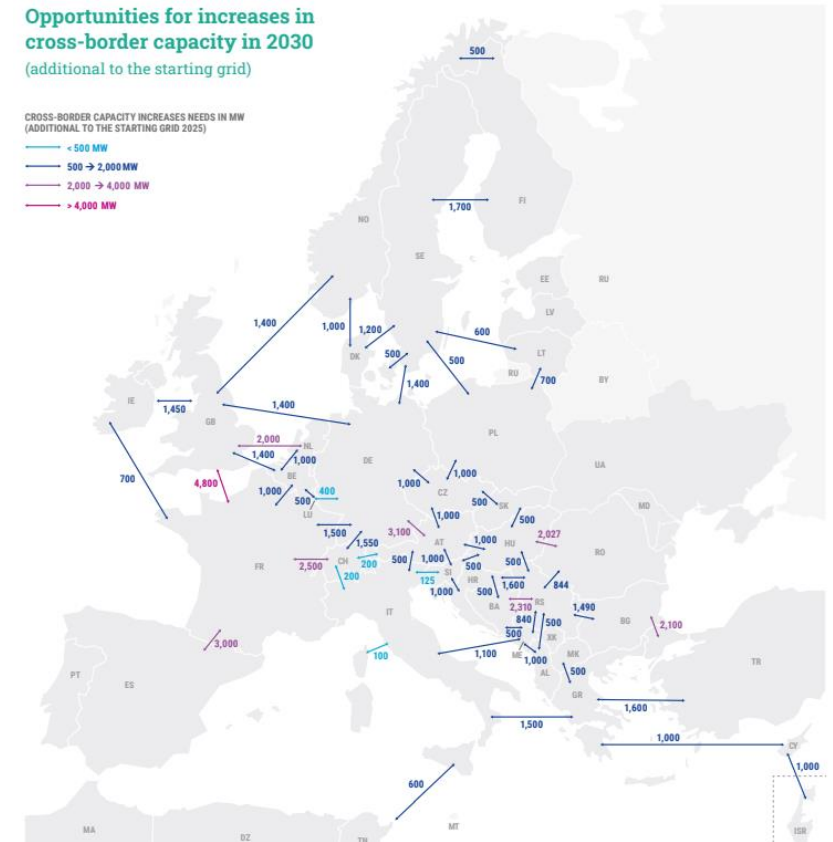 Opportunities for increases in
cross-border capacity in 2030
(additional to the starting grid)
CROSS-BORDER CAPACITY INCREASES NEEDS IN MW
(ADDITIONAL TO THE STARTING GRID 2025)
< 500 MW
500 → 2,000 MW
2,000 → 4,000 MW
> 4,000 MW
500
1,700
FI
NO
SE
EE
RU
LV
1,400
1,000
1,200
600
DK
500
500
LT
RU
700
BY
1,400
IE
1,450
GB
1,400
2,000
NL
1,400
1,000
DE
PL
BE
UA
700
4,800
1,000
500
400
LU
1,000
CZ
1,000
500
SK
MD
1,000
500
3,100
1,500
1,550
AT
1,000
HU
2,027
RO
FR
2,500
CH
200
200
500
1,000
SI
500
500
125
HR
1,000
500
1,600
844
BA
2,310
RS
1,490
IT
840
500
BG
2,100
500
XK
3,000
100
1,100
ME
1,000
MK
AL
500
TR
PT
ES
GR
1,600
1,500
1,000
CY
1,000
600
MA
DZ
TN
MT
ISR